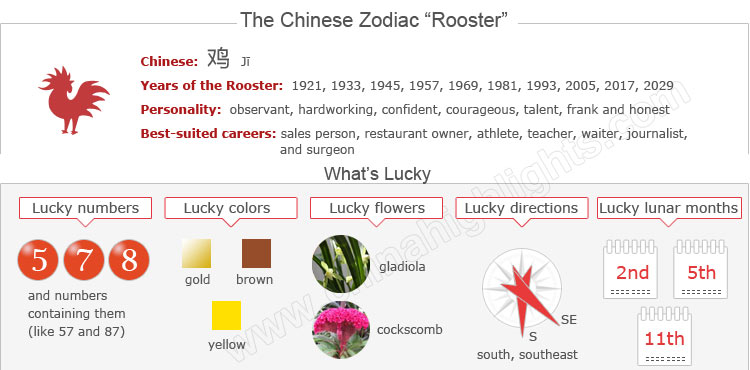 The Chinese Zodiac “Rooster”
Chinese: 鸡 Jī
Years of the Rooster: 1921, 1933, 1945, 1957, 1969, 1981, 1993, 2005, 2017, 2029
Personality: observant, hardworking, confident, courageous, talent, frank and honest
Best-suited careers: sales person, restaurant owner, athlete, teacher, waiter, journalist,
and surgeon
What’s Lucky
Lucky numbers
5 7 8
and numbers
containing them
(like 57 and 87)
Lucky colors
gold brown
yellow
Lucky flowers
gladiola
cockscomb
Lucky directions
SE
S
south, southeast
Lucky lunar months
2nd 5th
11th
www.chinahighlights.com